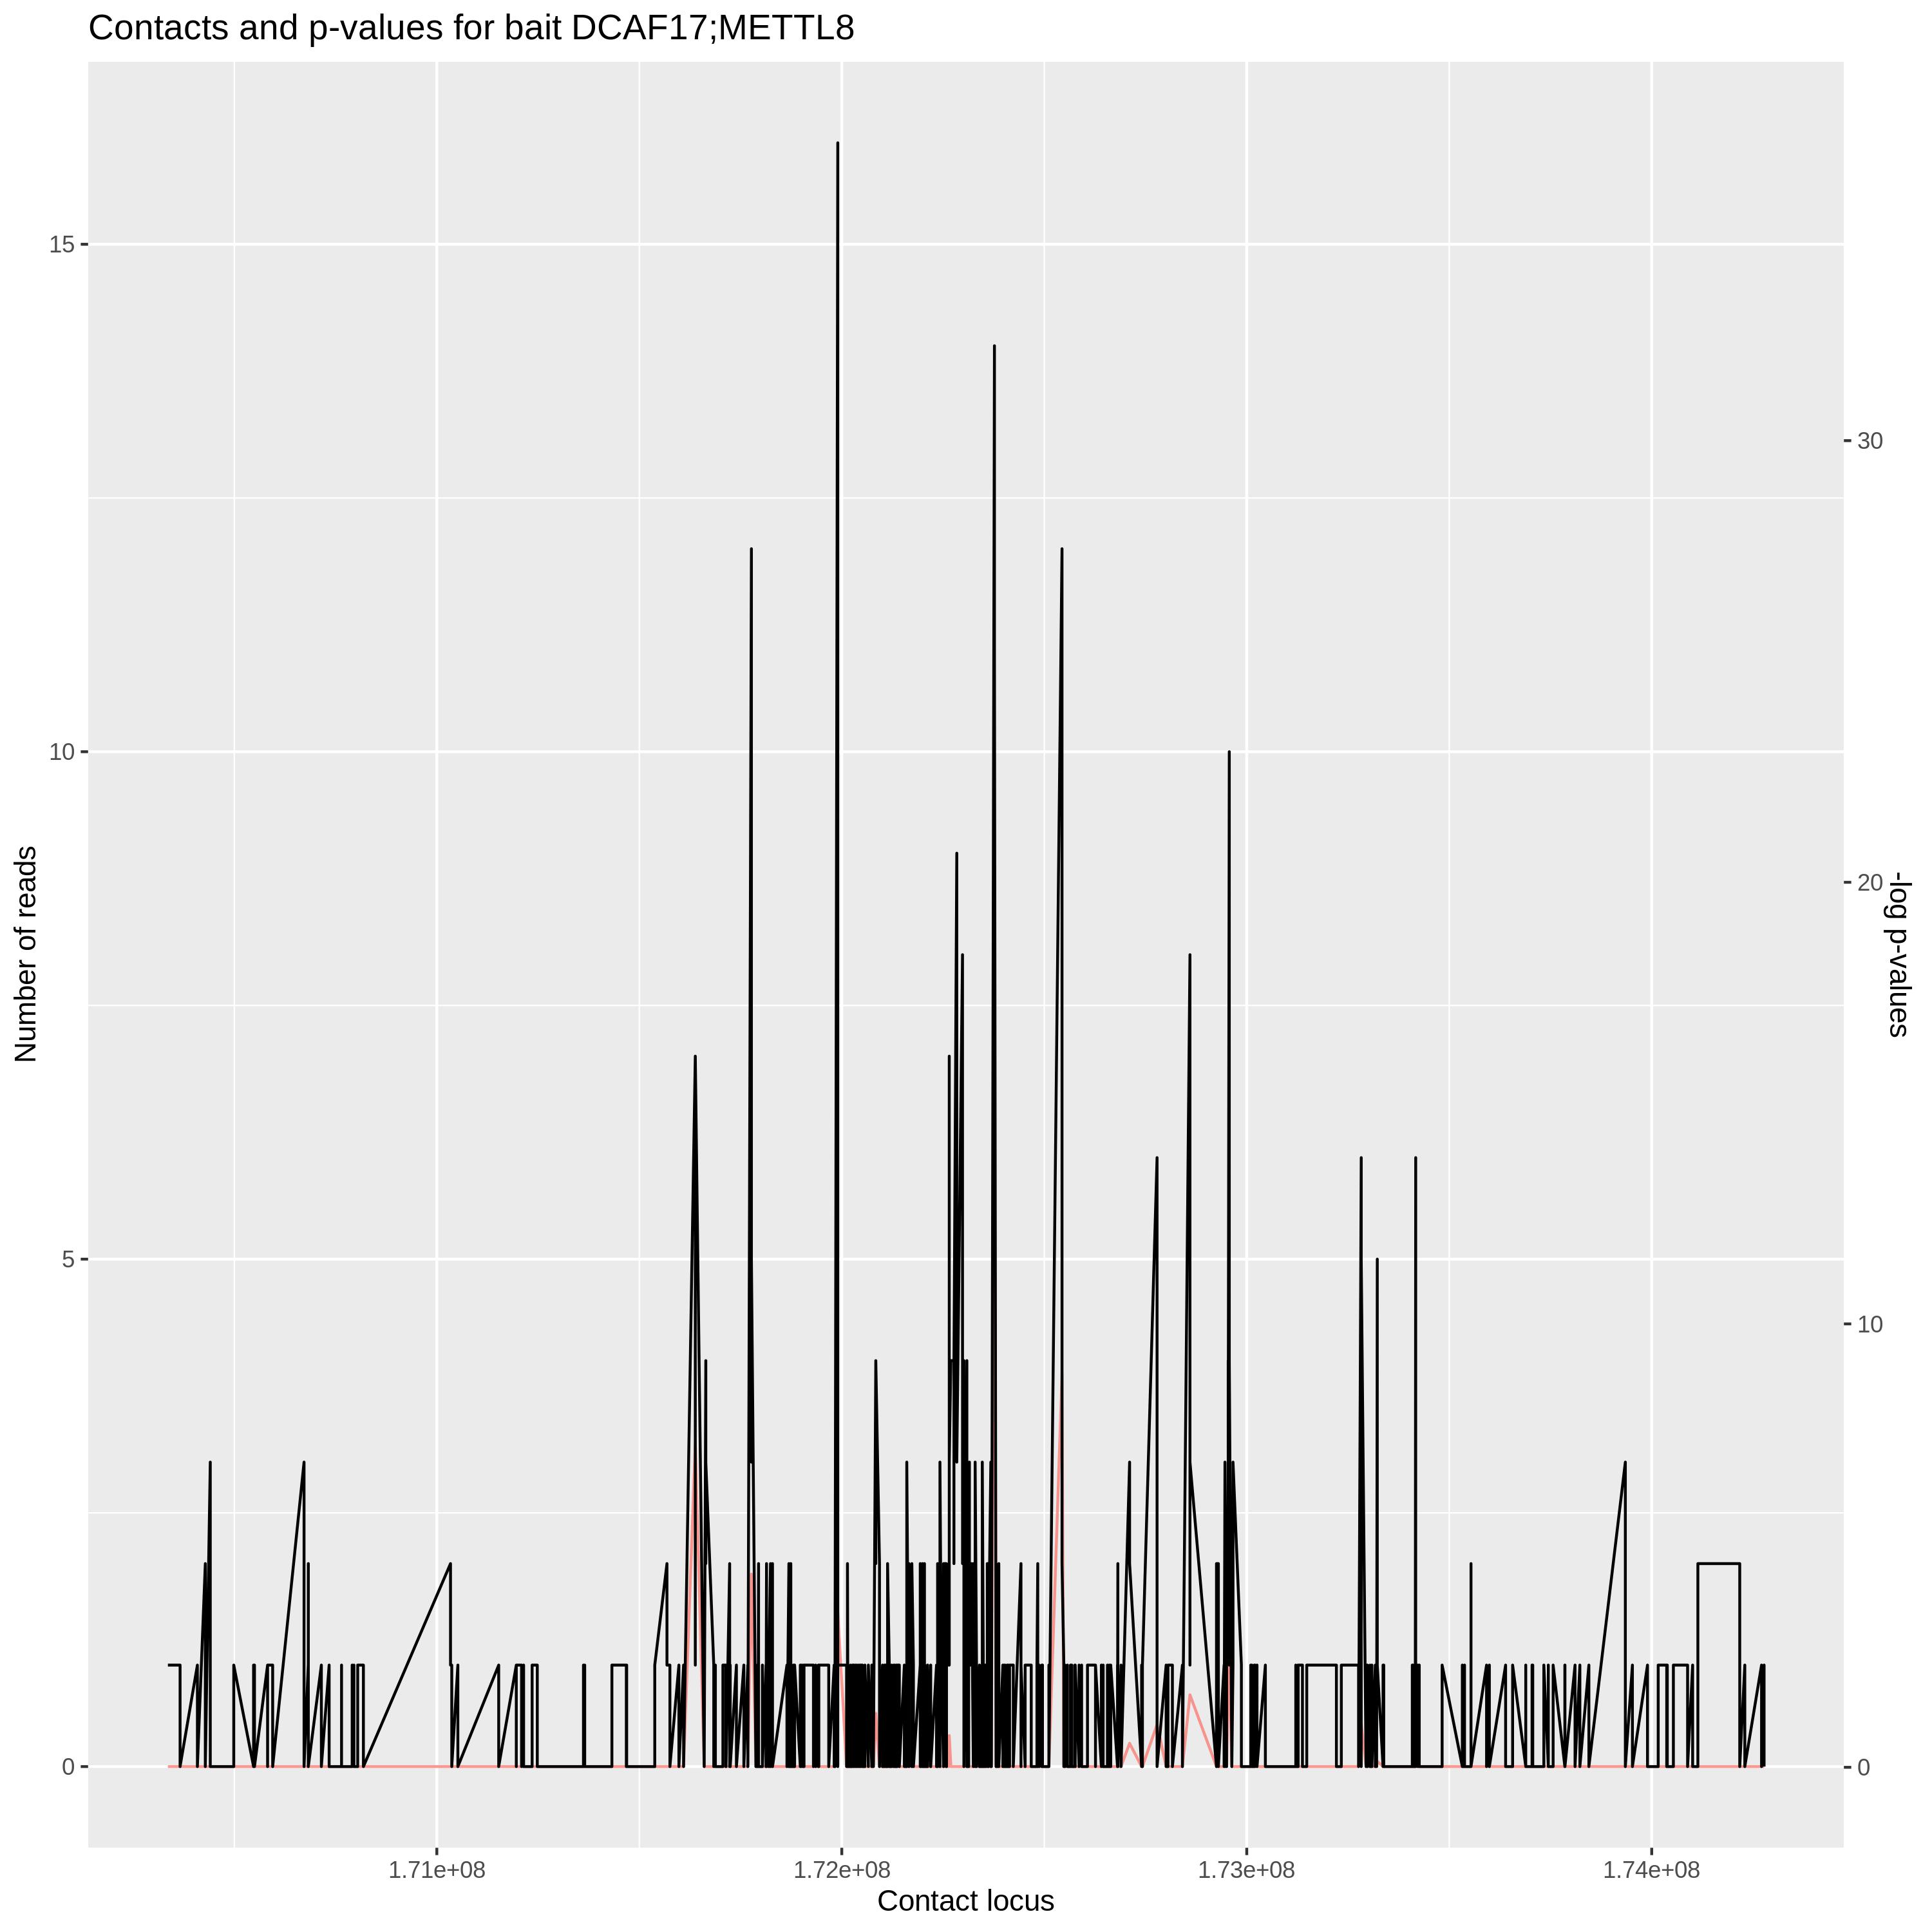 Contacts and p-values for bait DCAF17;METTL8
15
10
5
0
Number of reads
30
20
10
0
-log p-values
1.71e+08 1.72e+08 1.73e+08 1.74e+08
Contact locus